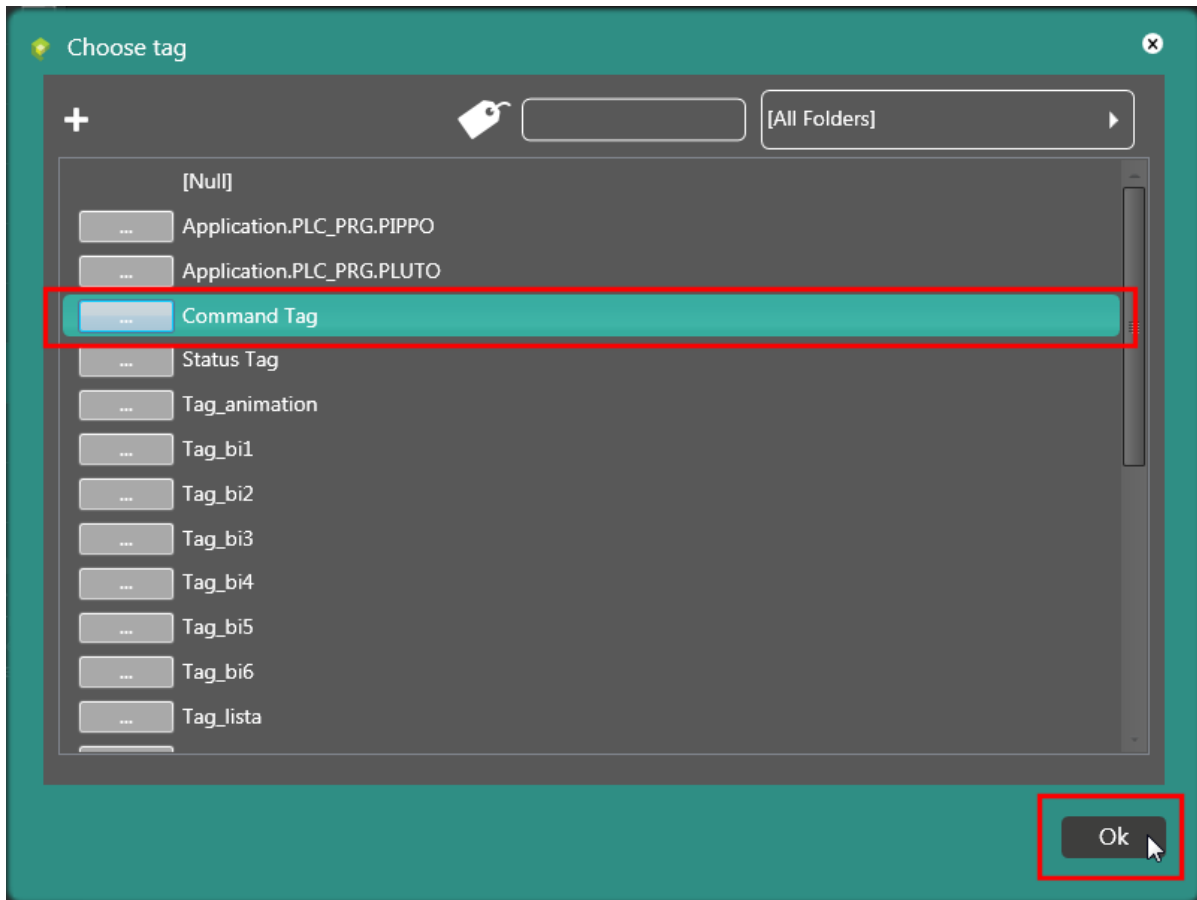 Choose tag
[All Folders]
[Null]
... Application.PLC_PRG.PIPPO
... Application.PLC_PRG.PLUTO
... Command Tag
... Status Tag
... Tag_animation
... Tag_bi1
... Tag_bi2
... Tag_bi3
... Tag_bi4
... Tag_bi5
... Tag_bi6
... Tag_lista
Ok